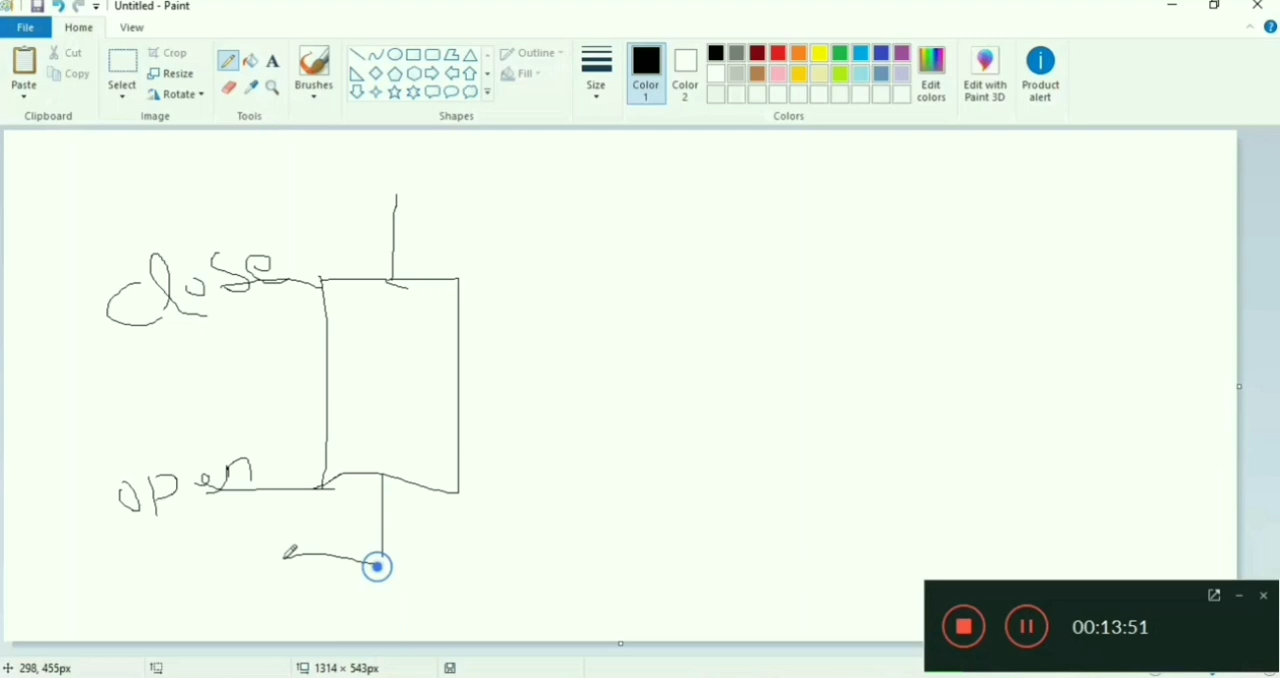 Untitled - Paint
File Home View
Paste
Cut
Copy
Clipboard
Select
Crop
Resize
Rotate
Image
A
Tools
Brushes
Shapes
Outline
Fill
Size
Color 1
Color 2
Edit colors
Colors
Edit with Paint 3D
Product alert
close
open
00:13:51
298, 455px
1314 × 543px